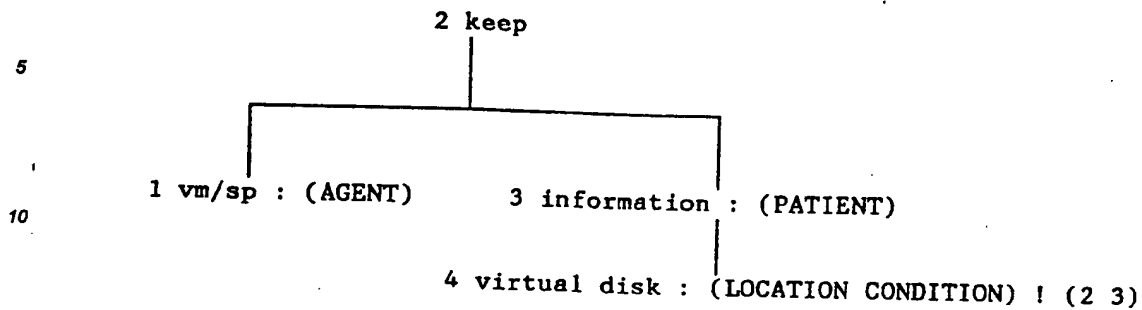 2 keep
5
1 vm/sp : (AGENT) 3 information : (PATIENT)
10
4 virtual disk : (LOCATION CONDITION) ! (2 3)